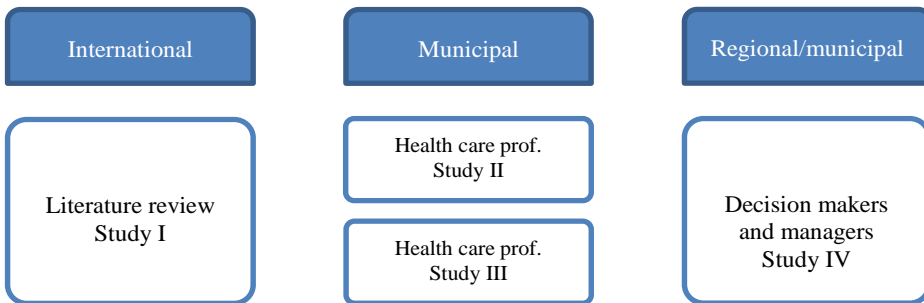 International
Municipal
Regional/municipal
Literature review
Study I
Health care prof.
Study II
Health care prof.
Study III
Decision makers
and managers
Study IV